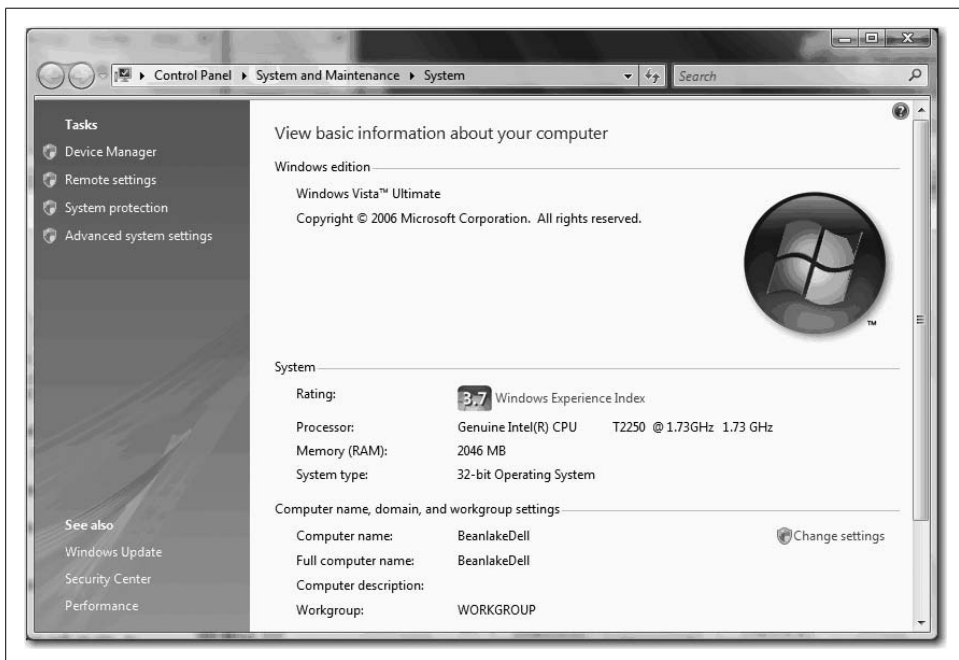 Control Panel ▸ System and Maintenance ▸ System
Search
Tasks
Device Manager
Remote settings
System protection
Advanced system settings
See also
Windows Update
Security Center
Performance
View basic information about your computer
Windows edition
Windows Vista™ Ultimate
Copyright © 2006 Microsoft Corporation. All rights reserved.
TM
System
Rating: 3.7 Windows Experience Index
Processor: Genuine Intel(R) CPU T2250 @ 1.73GHz 1.73 GHz
Memory (RAM): 2046 MB
System type: 32-bit Operating System
Computer name, domain, and workgroup settings
Computer name: BeanlakeDell Change settings
Full computer name: BeanlakeDell
Computer description:
Workgroup: WORKGROUP